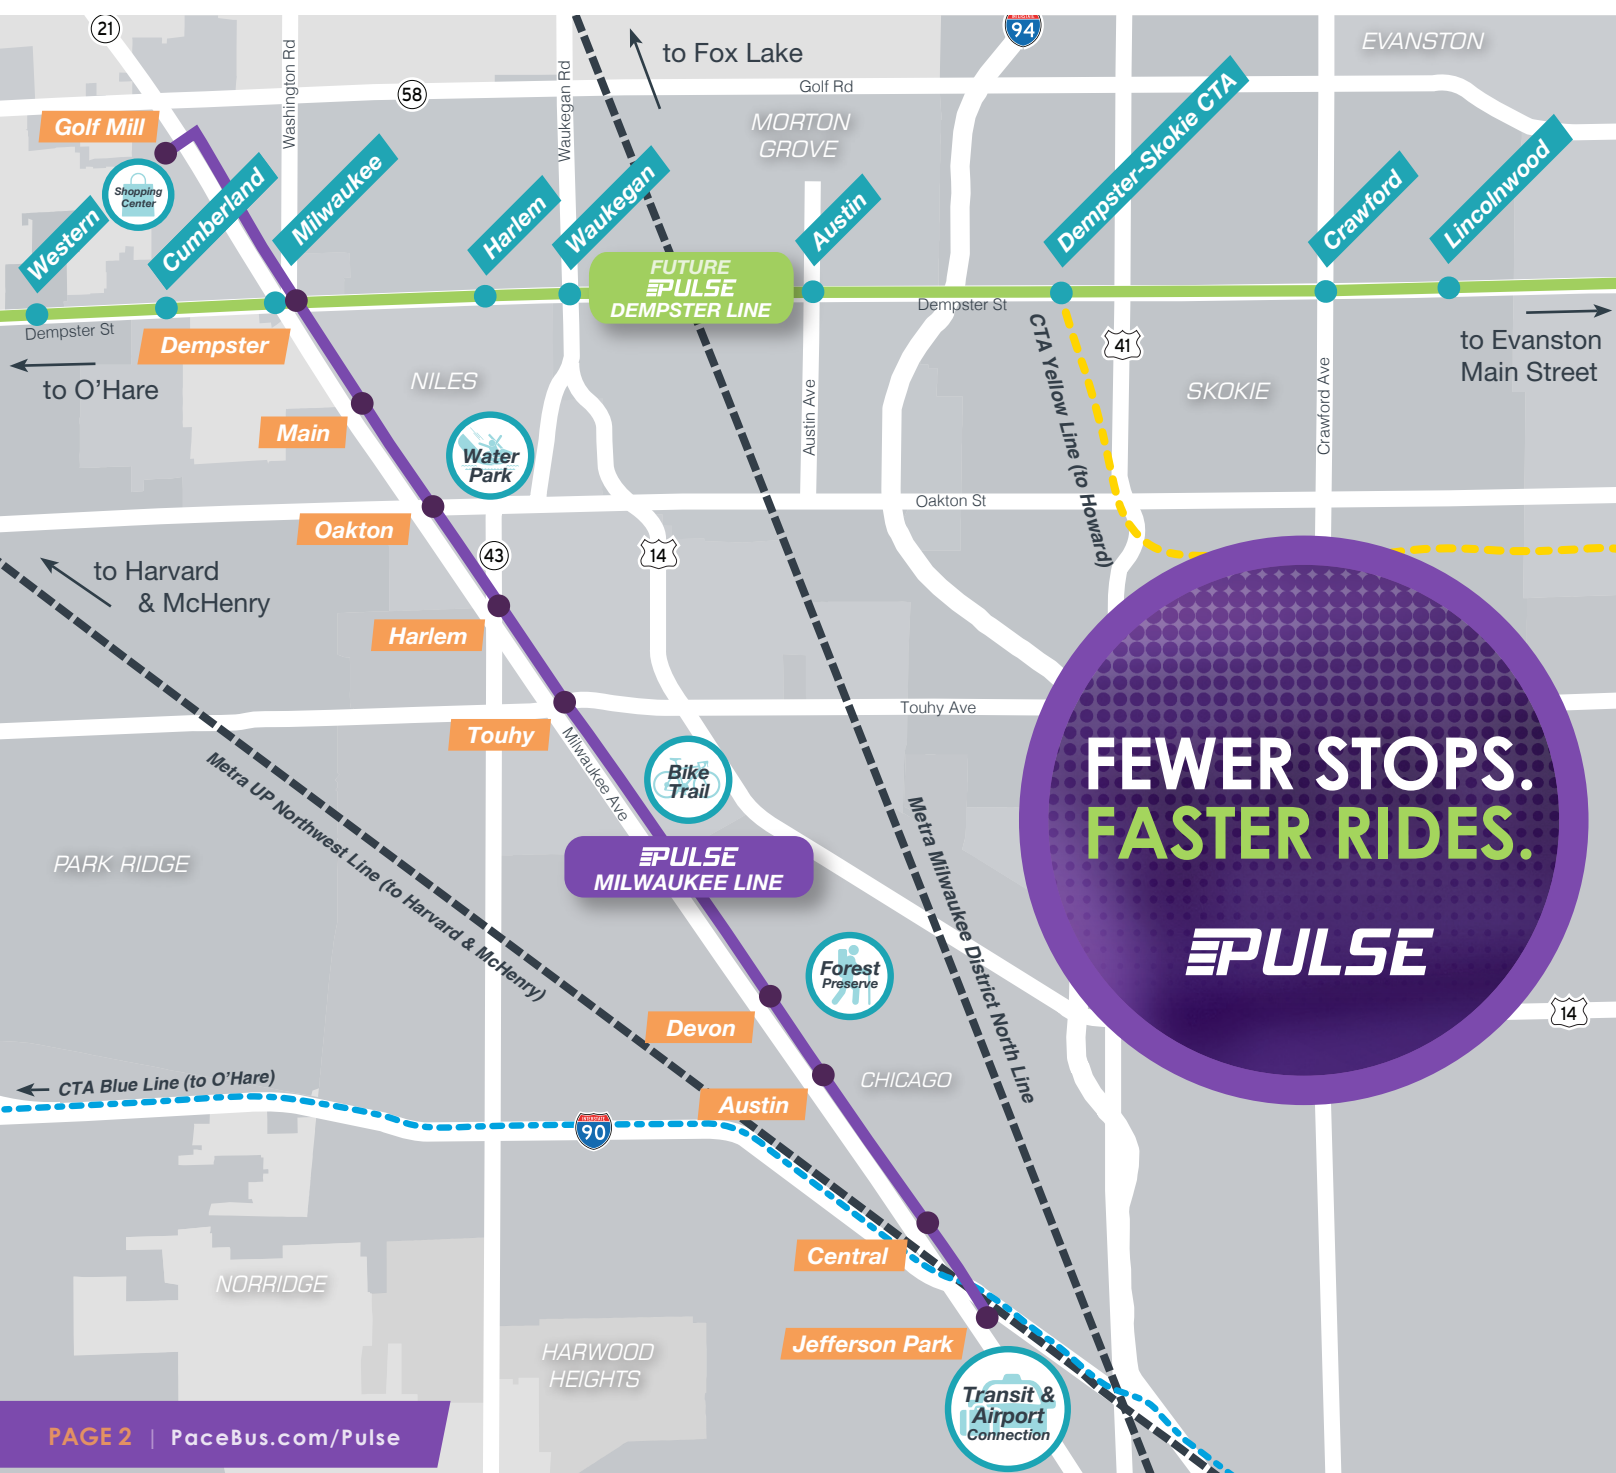 21
to Fox Lake
94
EVANSTON
Washington Rd
Waukegan Rd
58
Golf Rd
Golf Mill
MORTON
GROVE
Shopping
Center
Western
Cumberland
Milwaukee
Harlem
Waukegan
Austin
Dempster-Skokie CTA
Crawford
Lincolnwood
FUTURE
PULSE
DEMPSTER LINE
Dempster St
Dempster St
Dempster
to O'Hare
NILES
41
SKOKIE
to Evanston
Main Street
CTA Yellow Line (to Howard)
Austin Ave
Crawford Ave
Main
Water
Park
Oakton
Oakton St
43
14
to Harvard
& McHenry
Harlem
Touhy
Touhy Ave
Milwaukee Ave
Bike
Trail
FEWER STOPS.
FASTER RIDES.
PULSE
Metra UP Northwest Line (to Harvard & McHenry)
Metra Milwaukee District North Line
PARK RIDGE
PULSE
MILWAUKEE LINE
Forest
Preserve
Devon
14
CHICAGO
CTA Blue Line (to O'Hare)
Austin
90
Central
NORRIDGE
HARWOOD
HEIGHTS
Jefferson Park
Transit &
Airport
Connection
PAGE 2 | PaceBus.com/Pulse